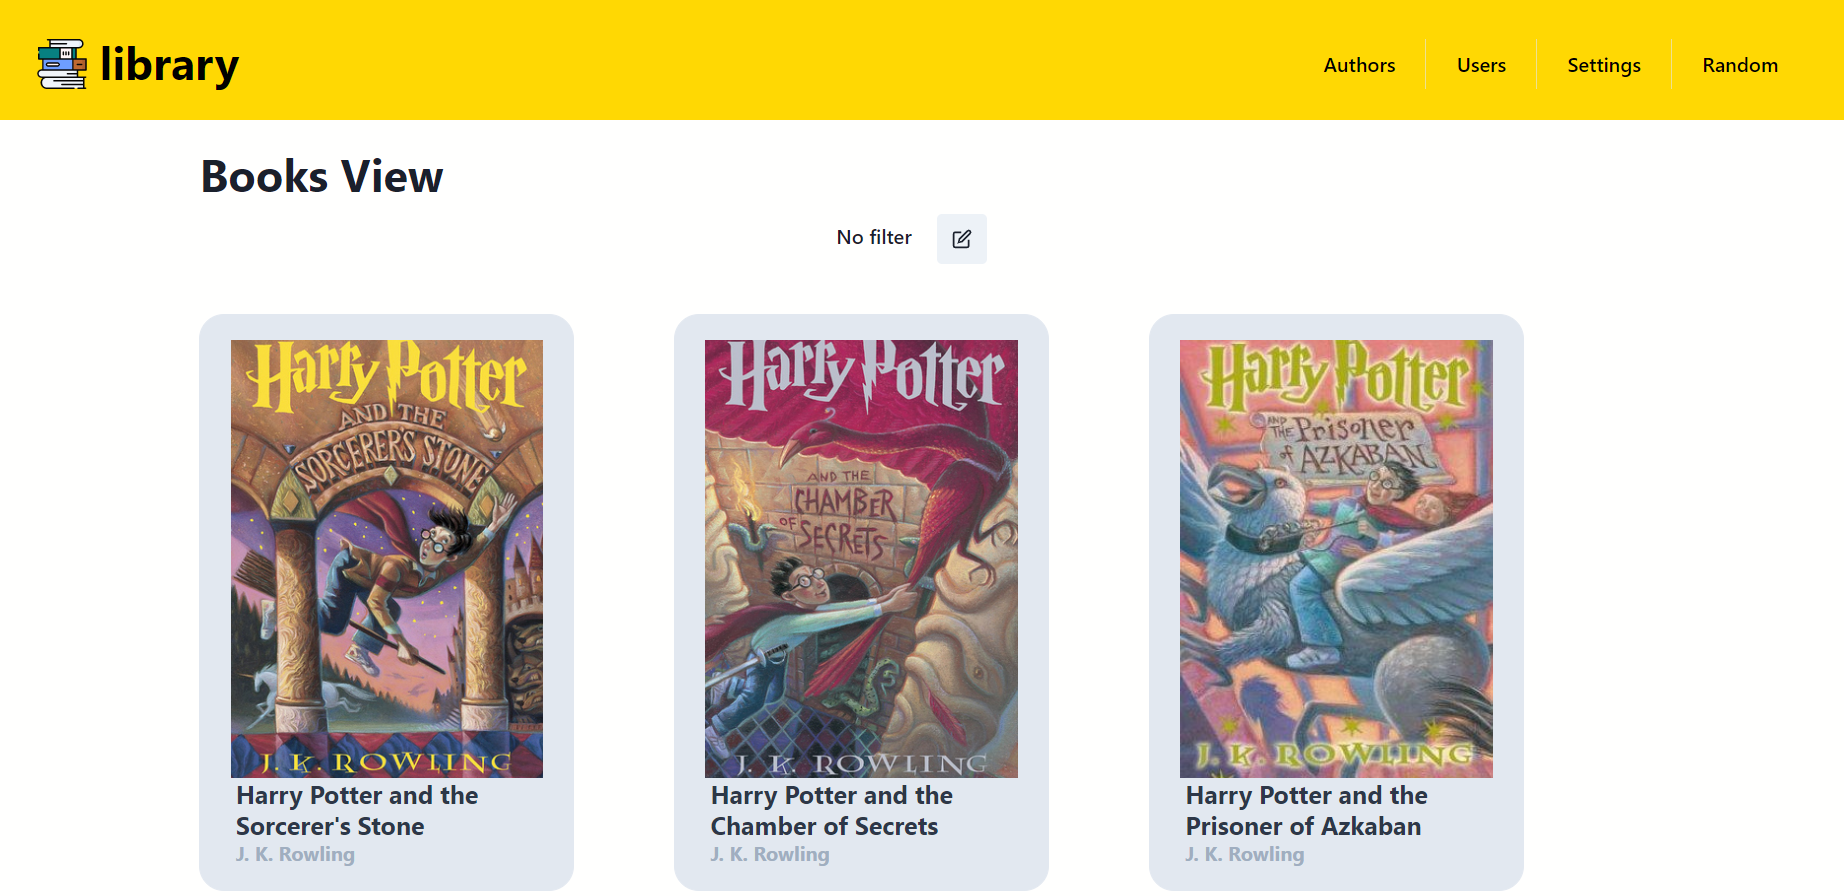 library
Authors
Users
Settings
Random
Books View
No filter
Harry Potter
AND THE
SORCERER'S STONE
J. K. ROWLING
Harry Potter and the
Sorcerer's Stone
J. K. Rowling
Harry Potter
AND THE
CHAMBER
OF
SECRETS
J. K. ROWLING
Harry Potter and the
Chamber of Secrets
J. K. Rowling
Harry Potter
AND
THE Prisoner
of AZKABAN
J. K. ROWLING
Harry Potter and the
Prisoner of Azkaban
J. K. Rowling